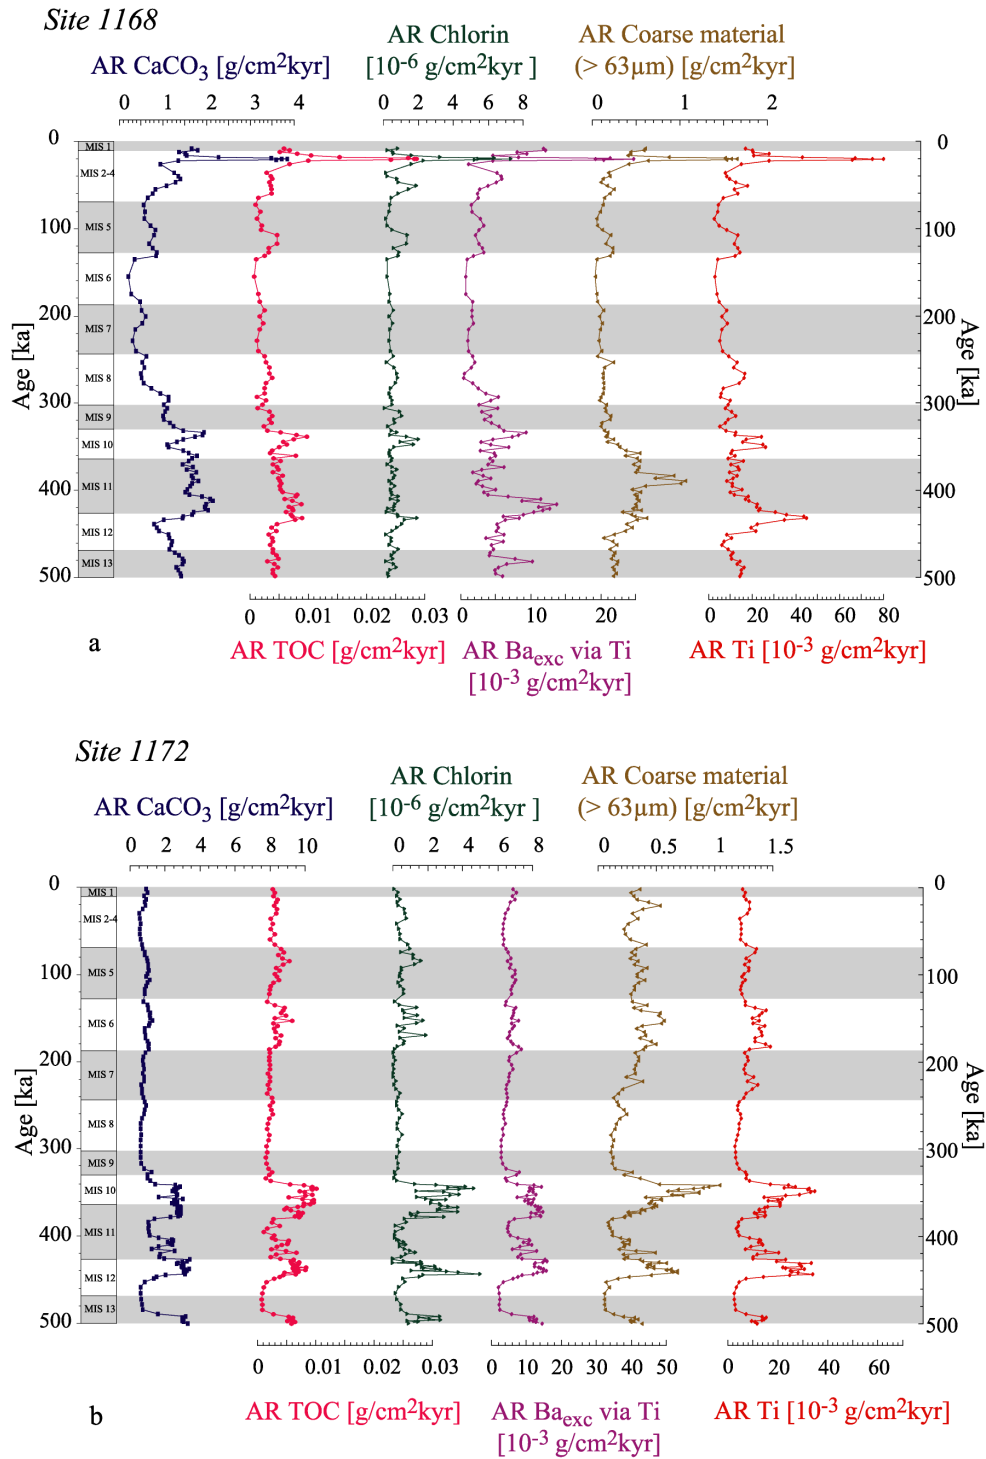 Site 1168
AR Chlorin
AR Coarse material
AR CaCO3 [g/cm2kyr]
[10-6 g/cm2kyr ]
(> 63μm) [g/cm2kyr]
0 1 2 3 4
0 2 4 6 8
0 1 2
0
100
200
300
400
500
Age [ka]
MIS 1
MIS 2-4
MIS 5
MIS 6
MIS 7
MIS 8
MIS 9
MIS 10
MIS 11
MIS 12
MIS 13
0
100
200
300
400
500
Age [ka]
0 0.01 0.02 0.03
0 10 20
0 20 40 60 80
a
AR TOC [g/cm2kyr]
AR Baexc via Ti
[10-3 g/cm2kyr]
AR Ti [10-3 g/cm2kyr]
Site 1172
AR Chlorin
AR Coarse material
AR CaCO3 [g/cm2kyr]
[10-6 g/cm2kyr ]
(> 63μm) [g/cm2kyr]
0 2 4 6 8 10
0 2 4 6 8
0 0.5 1 1.5
0
100
200
300
400
500
Age [ka]
MIS 1
MIS 2-4
MIS 5
MIS 6
MIS 7
MIS 8
MIS 9
MIS 10
MIS 11
MIS 12
MIS 13
0
100
200
300
400
500
Age [ka]
0 0.01 0.02 0.03
0 10 20 30 40 50
0 20 40 60
b
AR TOC [g/cm2kyr]
AR Baexc via Ti
[10-3 g/cm2kyr]
AR Ti [10-3 g/cm2kyr]